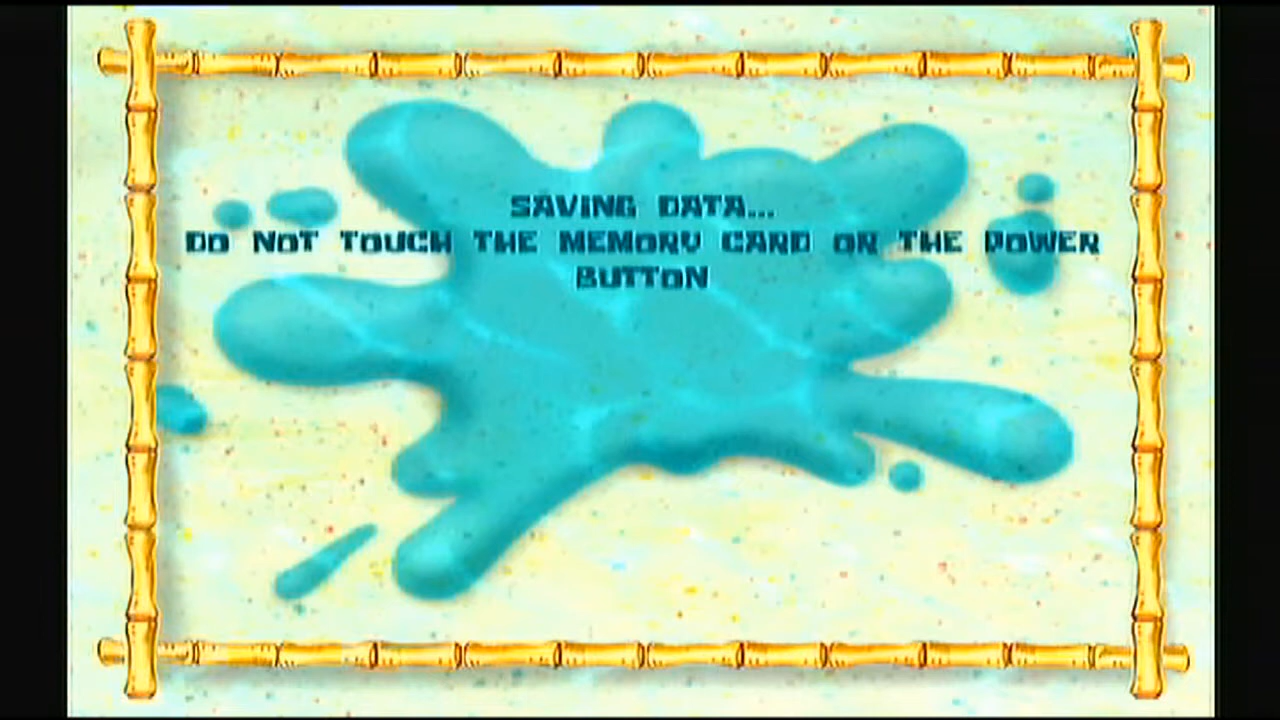 SAVING DATA...
DO NOT TOUCH THE MEMORY CARD OR THE POWER
BUTTON